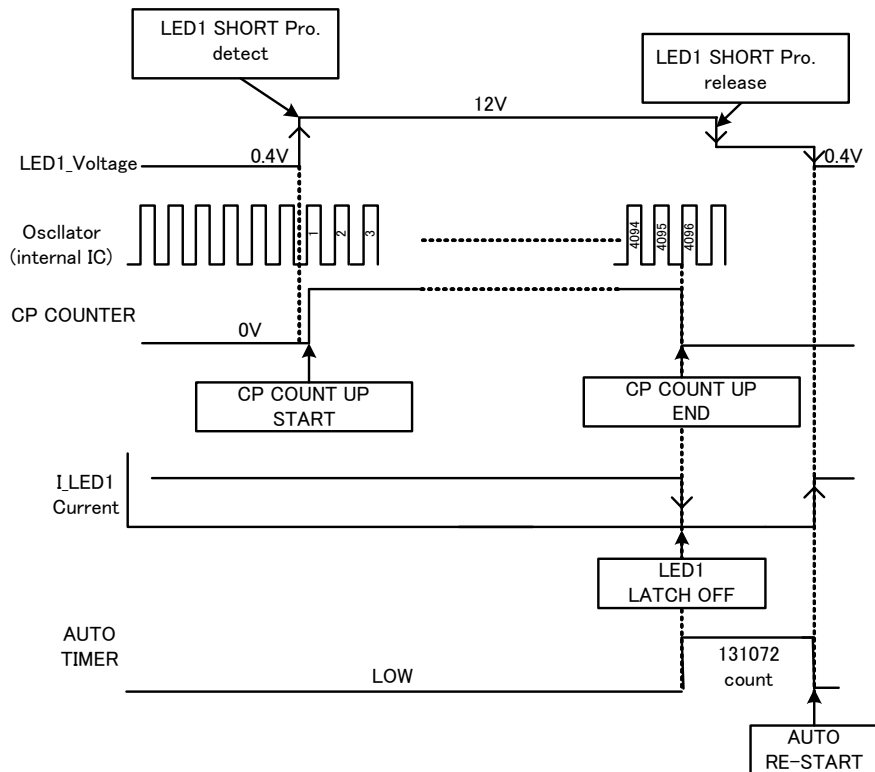 LED1 SHORT Pro.
detect
LED1 SHORT Pro.
release
12V
LED1_Voltage
0.4V
0.4V
Oscllator
(internal IC)
1
2
3
4094
4095
4096
CP COUNTER
0V
CP COUNT UP
START
CP COUNT UP
END
I_LED1
Current
LED1
LATCH OFF
AUTO
TIMER
LOW
131072
count
AUTO
RE-START